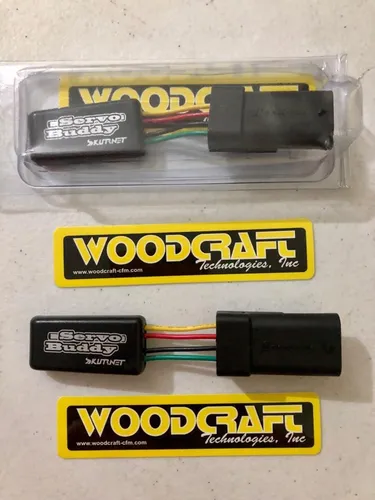 WOODCRAFT
Servo
Buddy
KUTVNET
WOODCRAFT
Technologies, Inc
www.woodcraft-cfm.com
Servo
Buddy
KUTVNET
WOODCRAFT
Technologies, Inc
www.woodcraft-cfm.com